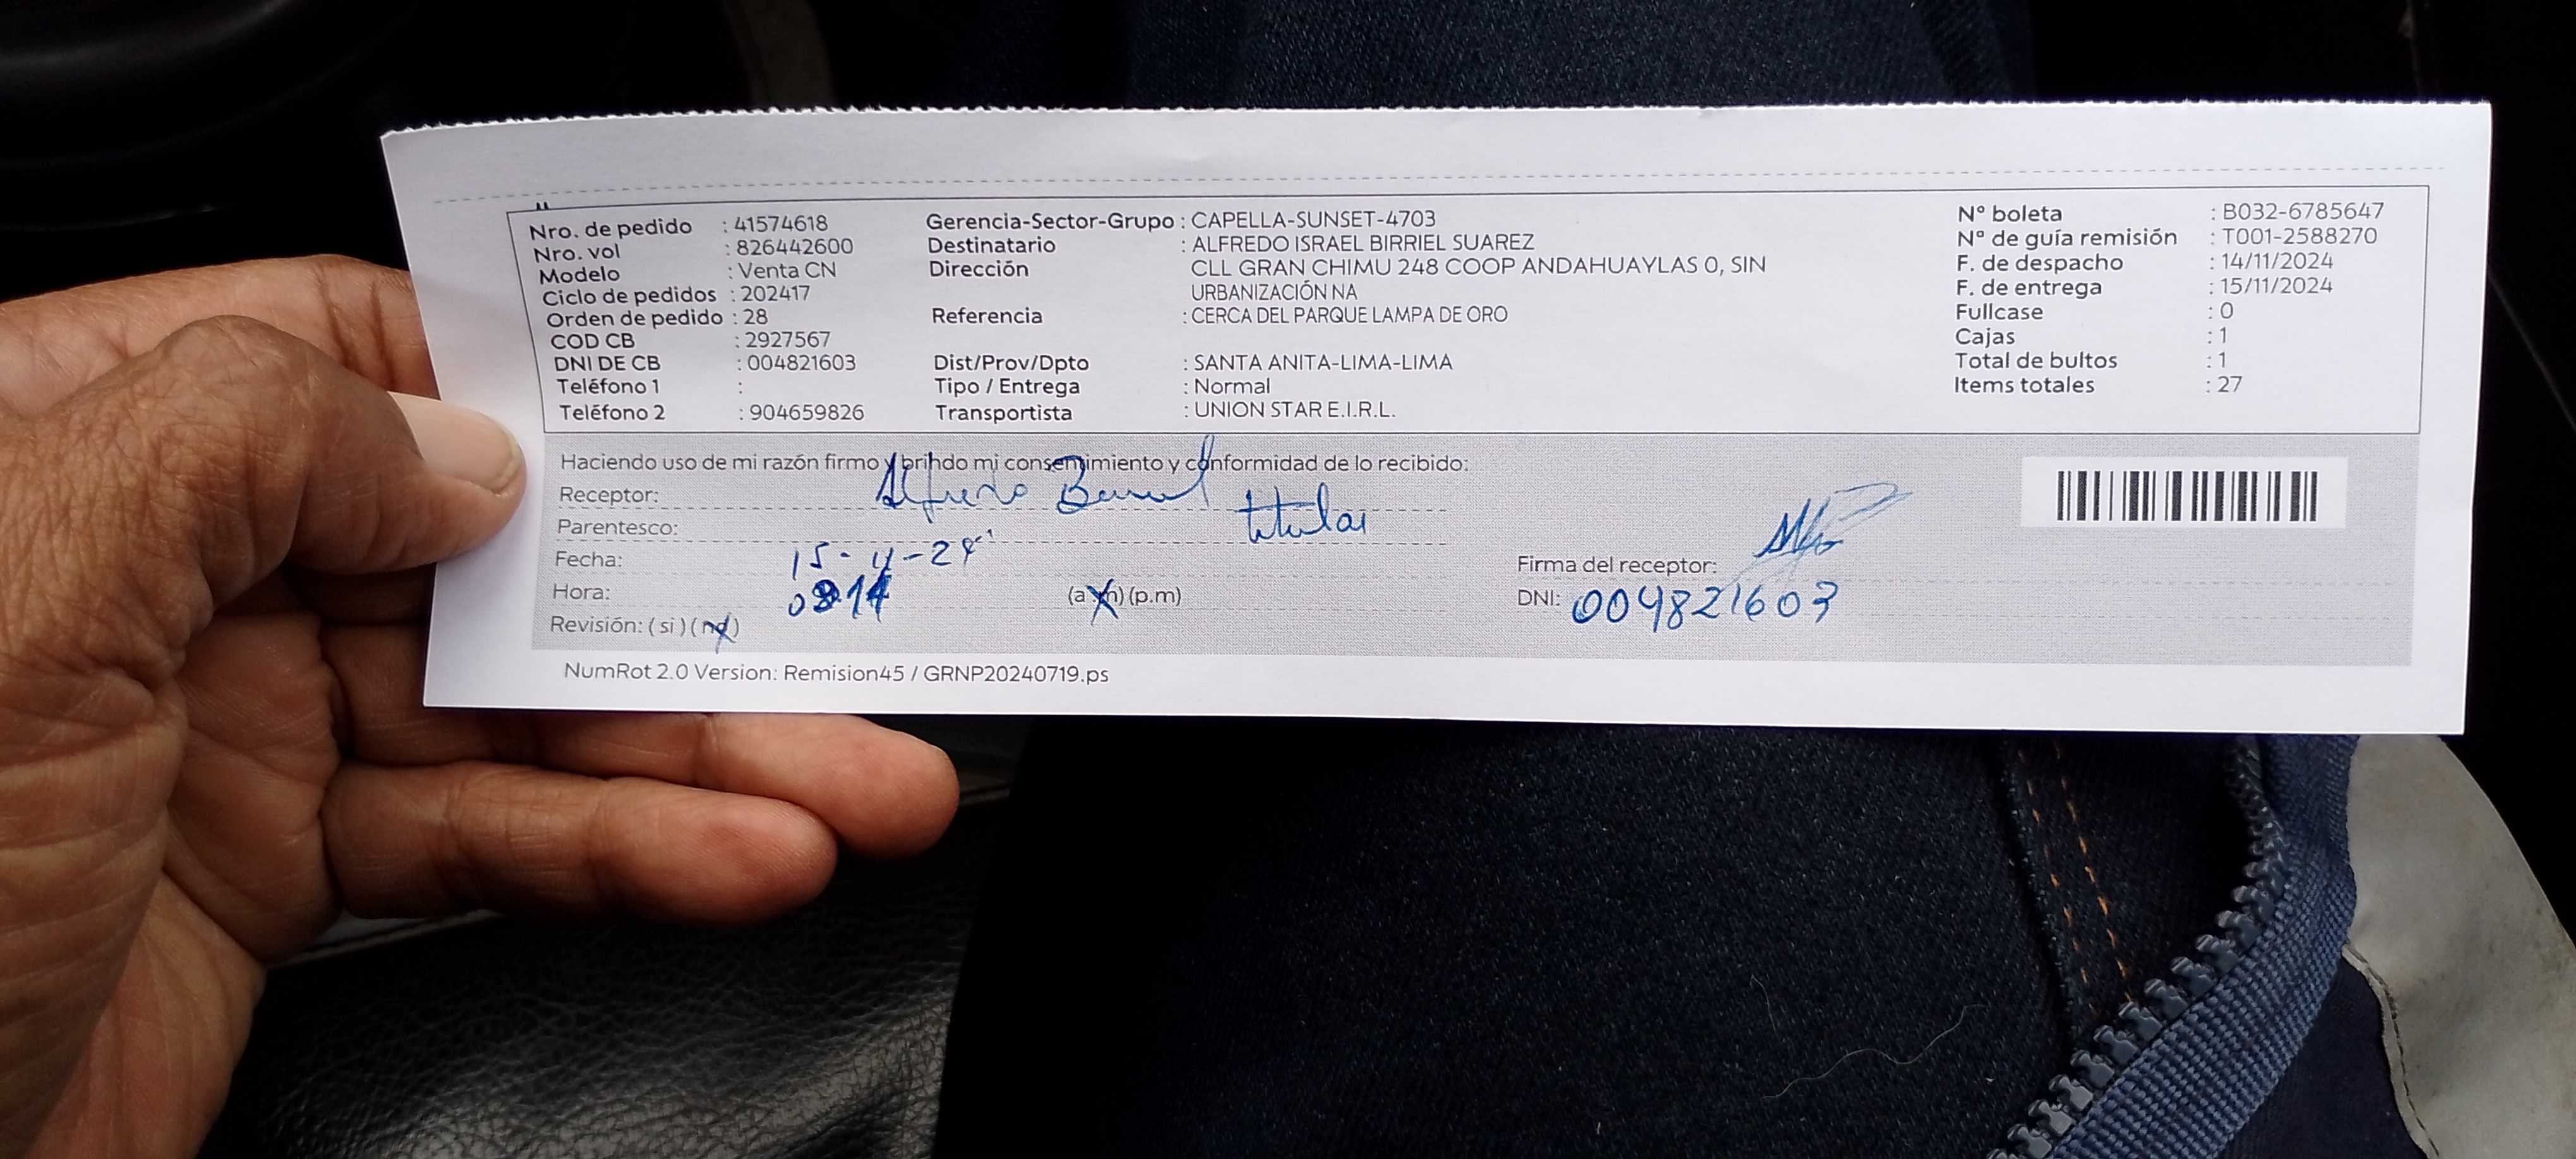 Nro. de pedido : 41574618
Nro. vol : 826442600
Modelo : Venta CN
Ciclo de pedidos : 202417
Orden de pedido : 28
COD CB : 2927567
DNI DE CB : 004821603
Teléfono 1 :
Teléfono 2 : 904659826
Gerencia-Sector-Grupo : CAPELLA-SUNSET-4703
Destinatario : ALFREDO ISRAEL BIRRIEL SUAREZ
Dirección CLL GRAN CHIMU 248 COOP ANDAHUAYLAS 0, SIN
URBANIZACIÓN NA
Referencia : CERCA DEL PARQUE LAMPA DE ORO
Dist/Prov/Dpto : SANTA ANITA-LIMA-LIMA
Tipo / Entrega : Normal
Transportista : UNION STAR E.I.R.L.
N° boleta : B032-6785647
N° de guía remisión : T001-2588270
F. de despacho : 14/11/2024
F. de entrega : 15/11/2024
Fullcase : 0
Cajas : 1
Total de bultos : 1
Items totales : 27
Haciendo uso de mi razón firmo y brindo mi consentimiento y conformidad de lo recibido:
Receptor: Alfredo
Parentesco: titular
Fecha: 15-11-24
Hora: (a.m) (p.m)
Revisión: ( si ) ( no )
Firma del receptor:
DNI: 004821603
NumRot 2.0 Version: Remision45 / GRNP20240719.ps